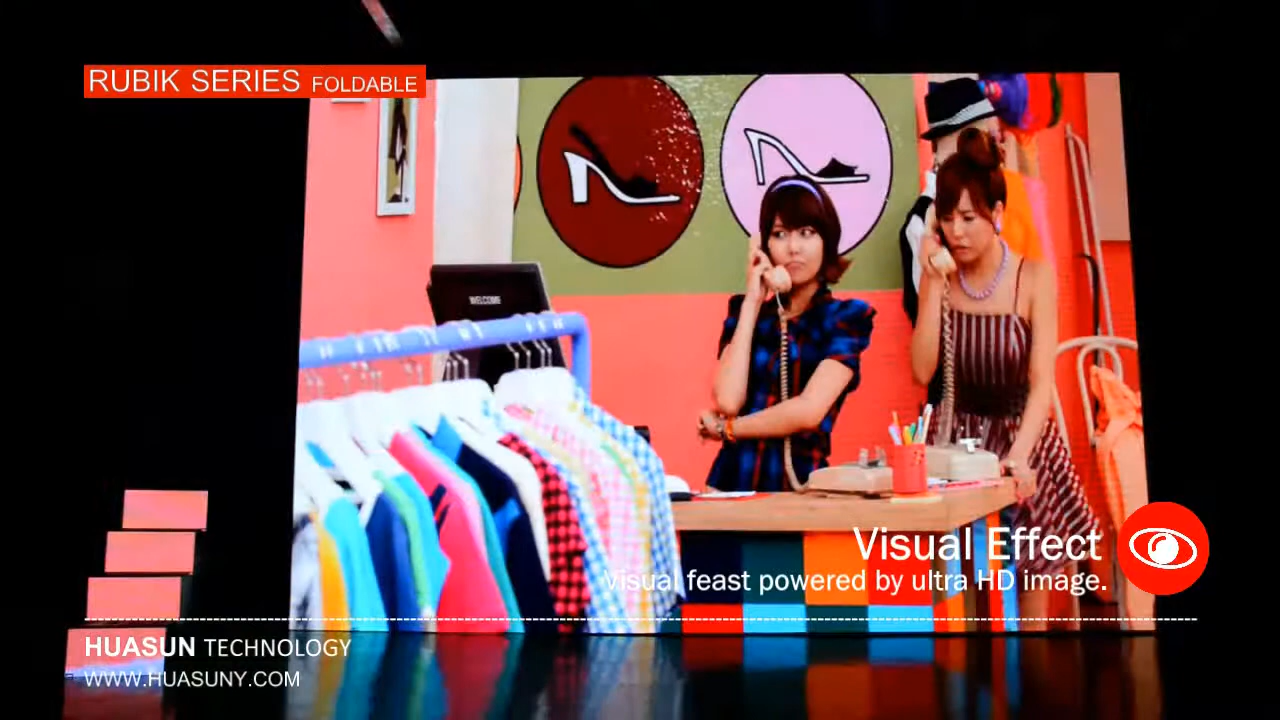 RUBIK SERIES FOLDABLE
WELCOME
Visual Effect
Visual feast powered by ultra HD image.
HUASUN TECHNOLOGY
WWW.HUASUNY.COM